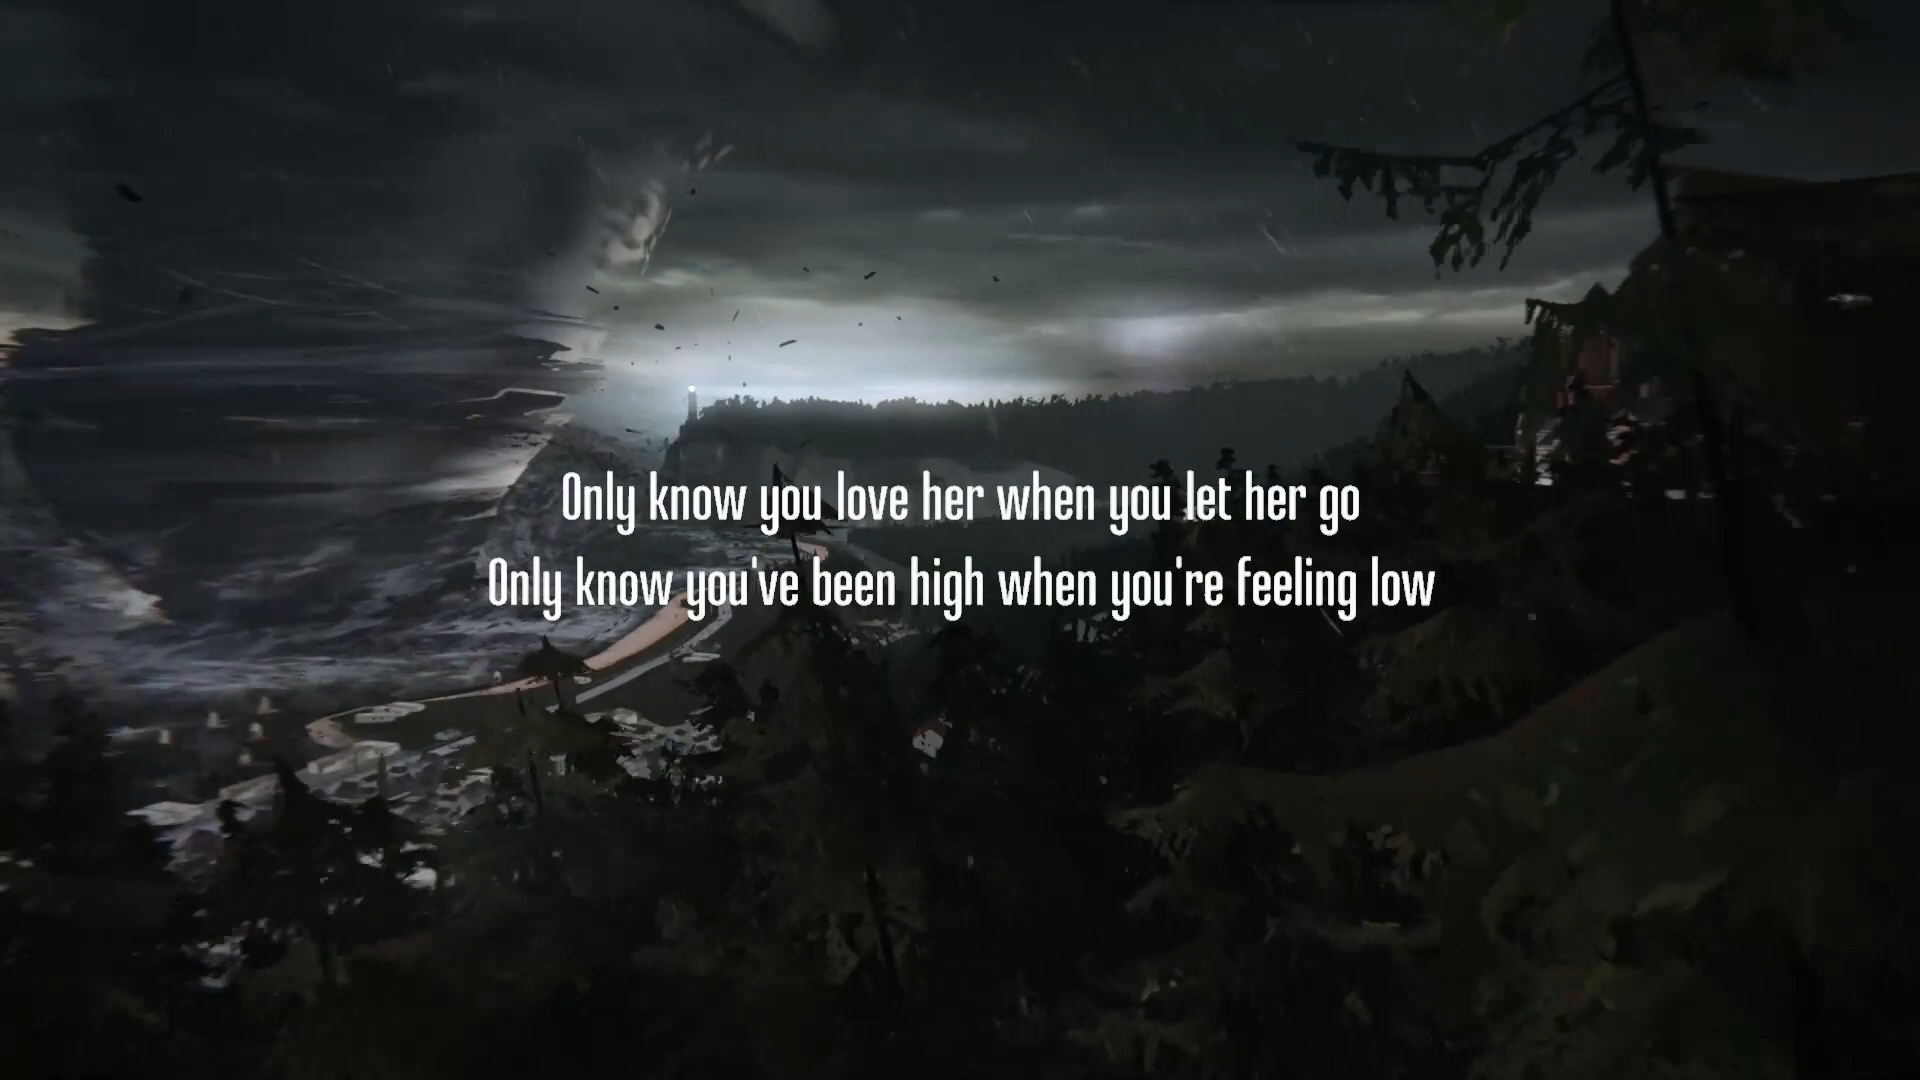 Only know you love her when you let her go
Only know you've been high when you're feeling low